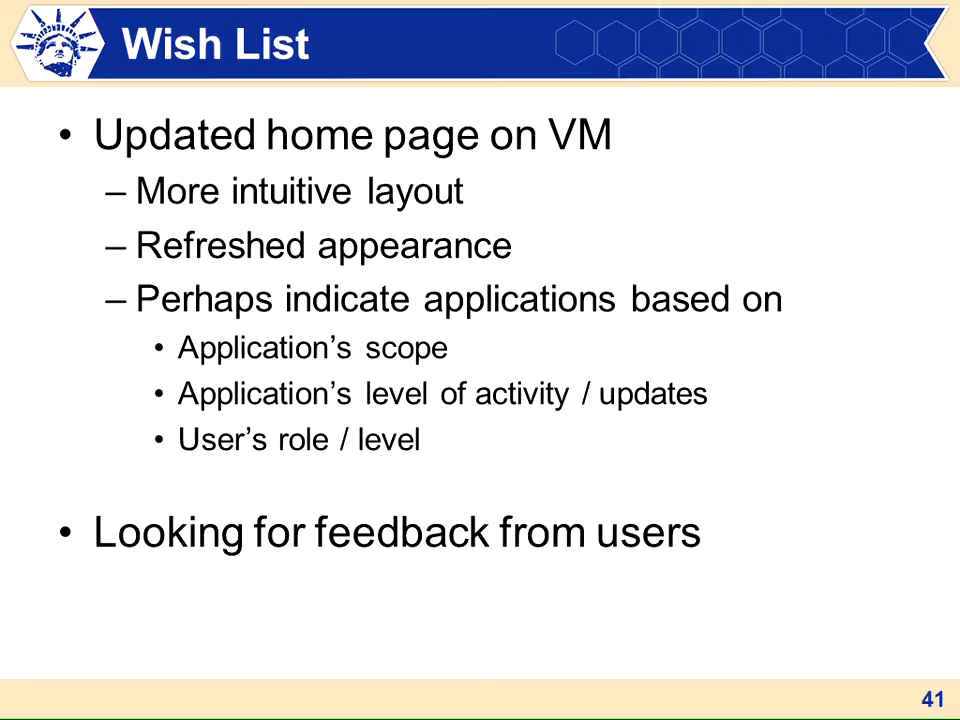 Wish List
• Updated home page on VM
– More intuitive layout
– Refreshed appearance
– Perhaps indicate applications based on
• Application’s scope
• Application’s level of activity / updates
• User’s role / level
• Looking for feedback from users
41